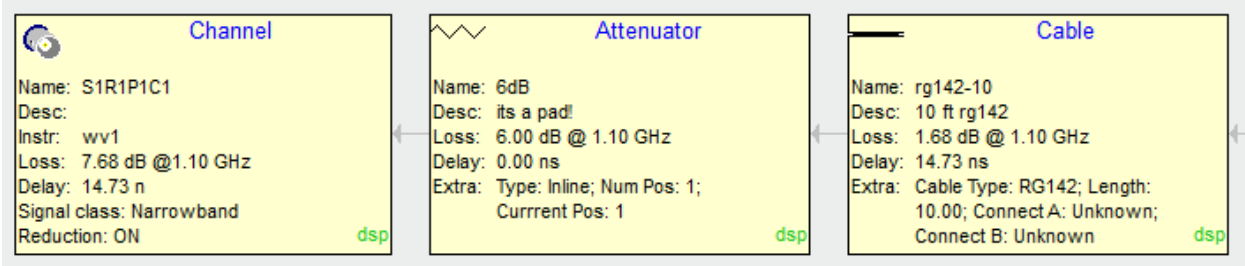 Channel
Name: S1R1P1C1
Desc:
Instr: wv1
Loss: 7.68 dB @1.10 GHz
Delay: 14.73 n
Signal class: Narrowband
Reduction: ON
dsp
Attenuator
Name: 6dB
Desc: its a pad!
Loss: 6.00 dB @ 1.10 GHz
Delay: 0.00 ns
Extra: Type: Inline; Num Pos: 1;
Currrent Pos: 1
dsp
Cable
Name: rg142-10
Desc: 10 ft rg142
Loss: 1.68 dB @ 1.10 GHz
Delay: 14.73 ns
Extra: Cable Type: RG142; Length:
10.00; Connect A: Unknown;
Connect B: Unknown
dsp